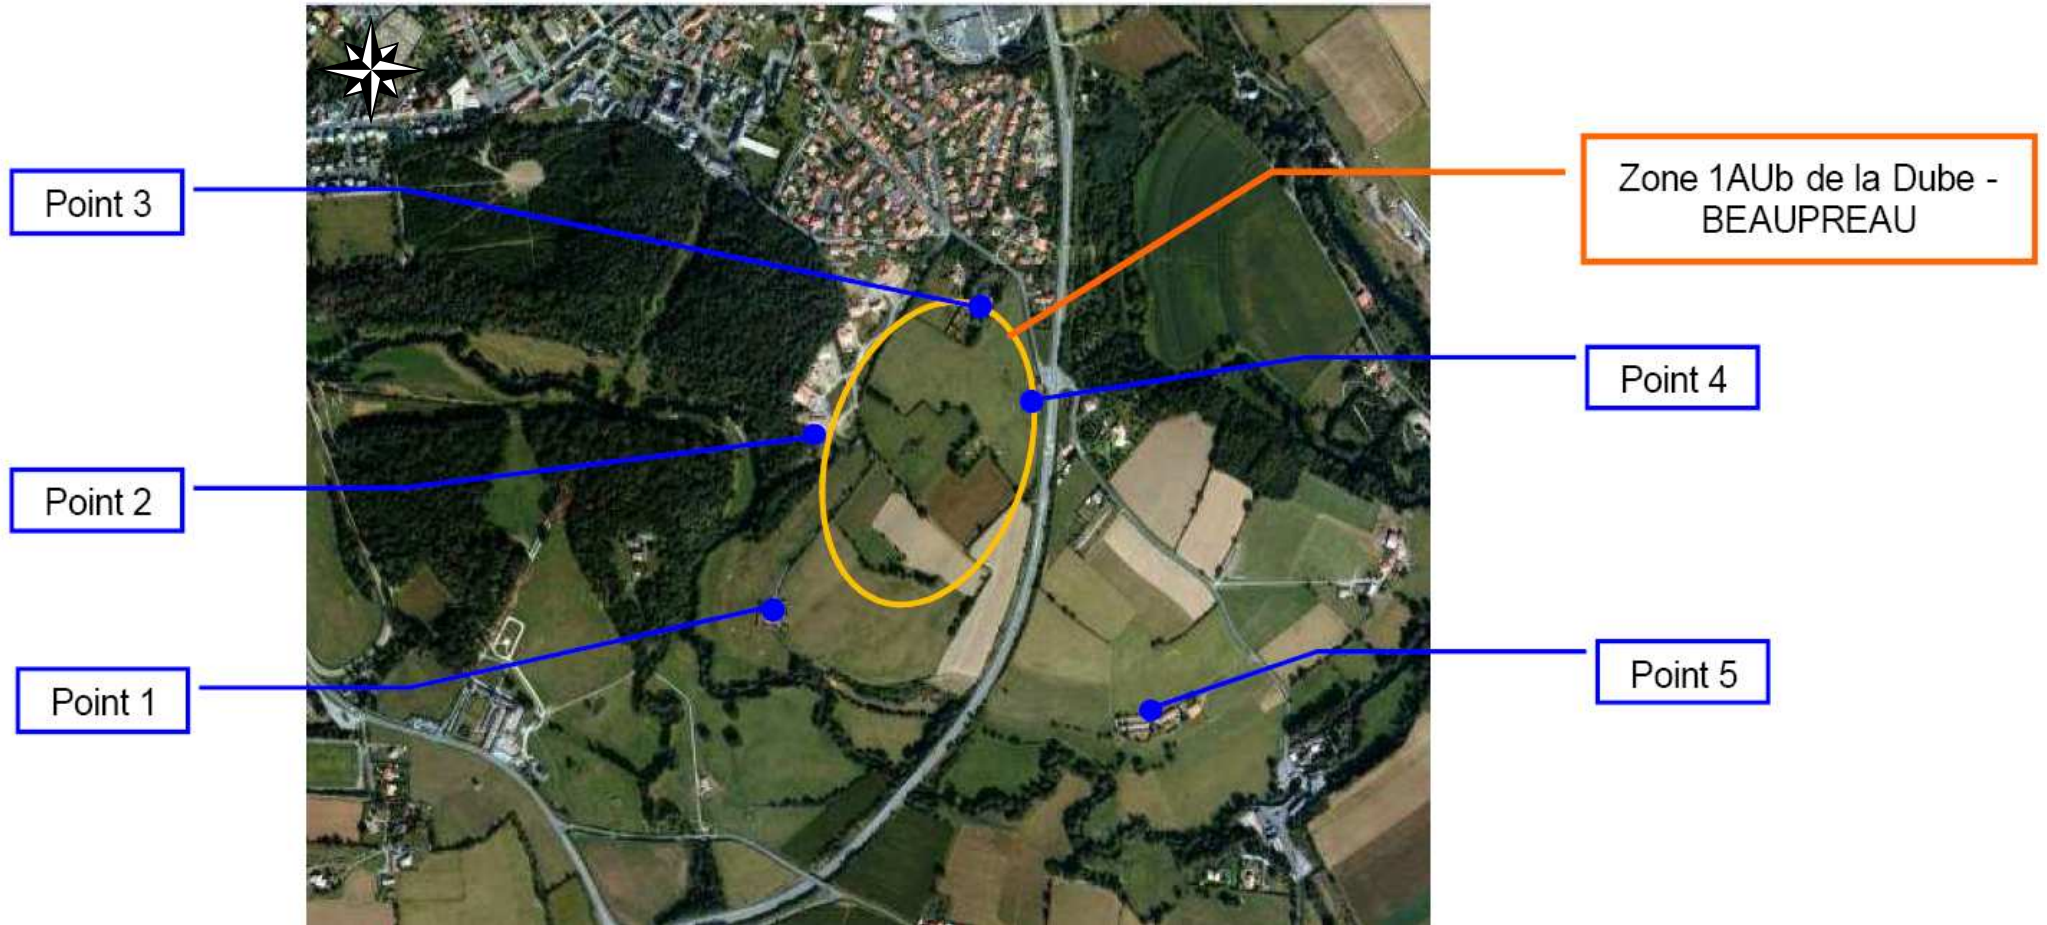 Point 3
Zone 1AUb de la Dube -
BEAUPREAU
Point 4
Point 2
Point 5
Point 1